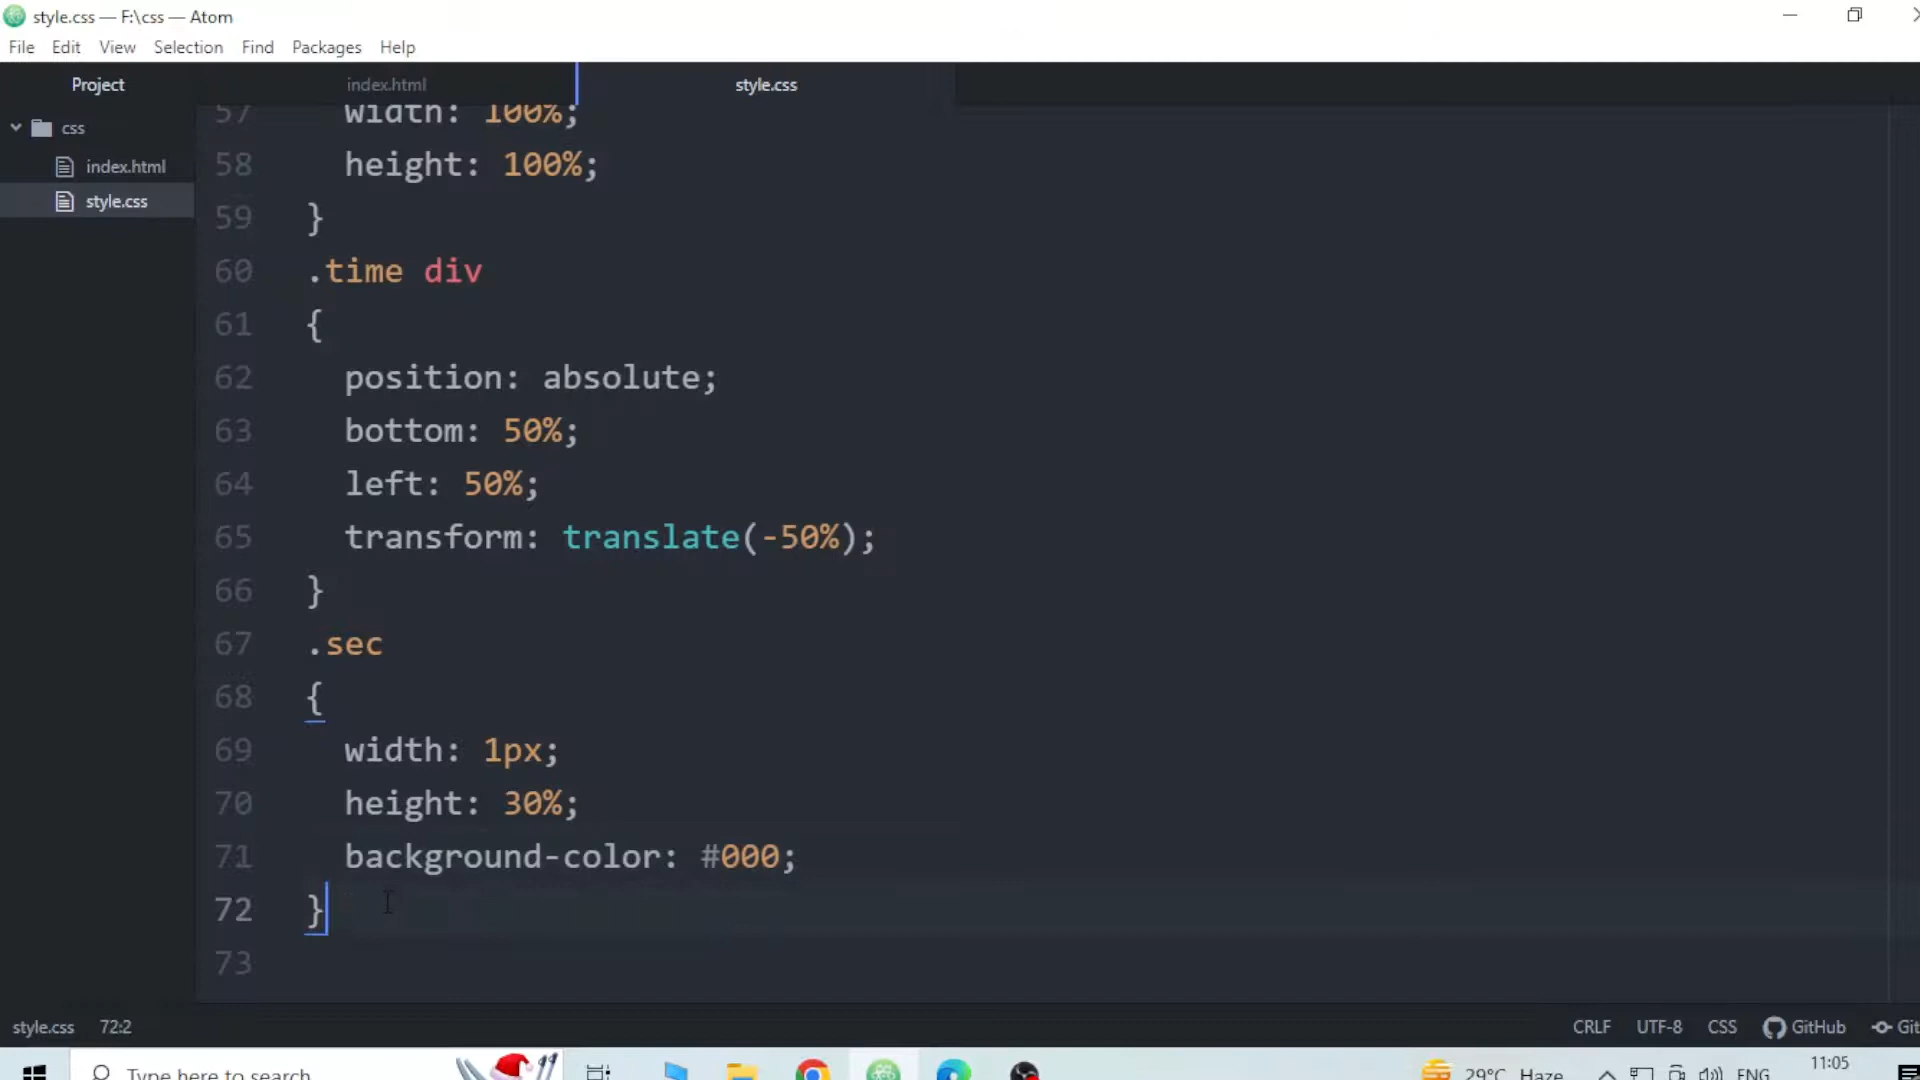 style.css — F:\css — Atom
File Edit View Selection Find Packages Help
Project index.html style.css
css
index.html
style.css
57 width: 100%;
58 height: 100%;
59 }
60 .time div
61 {
62 position: absolute;
63 bottom: 50%;
64 left: 50%;
65 transform: translate(-50%);
66 }
67 .sec
68 {
69 width: 1px;
70 height: 30%;
71 background-color: #000;
72 }
73
style.css 72:2 CRLF UTF-8 CSS GitHub Git
Type here to search 29°C Haze ENG 11:05